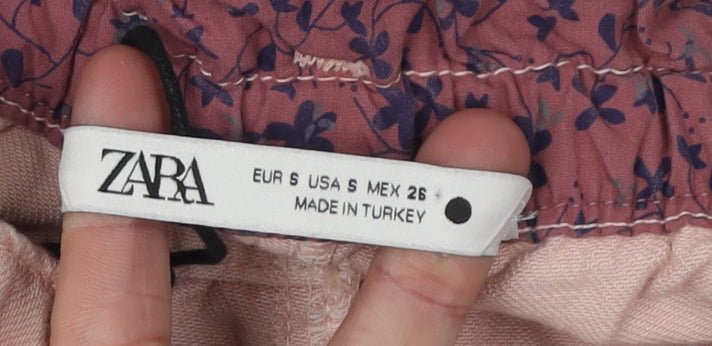 ZARA
EUR S USA S MEX 26
MADE IN TURKEY